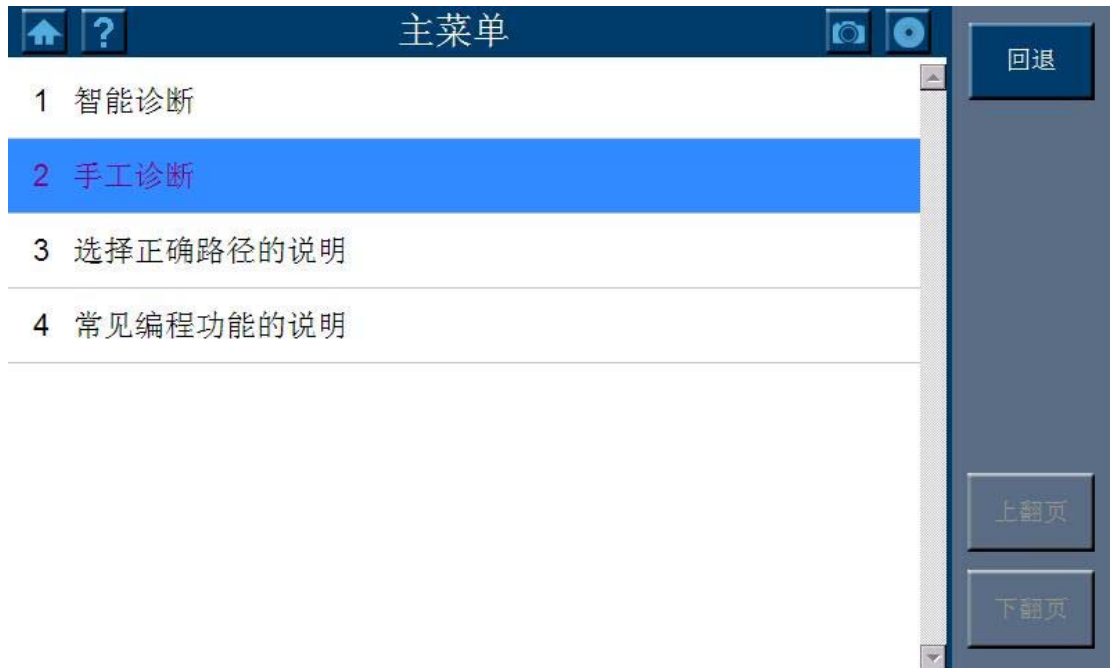 主菜单
回退
1 智能诊断
2 手工诊断
3 选择正确路径的说明
4 常见编程功能的说明
上翻页
下翻页